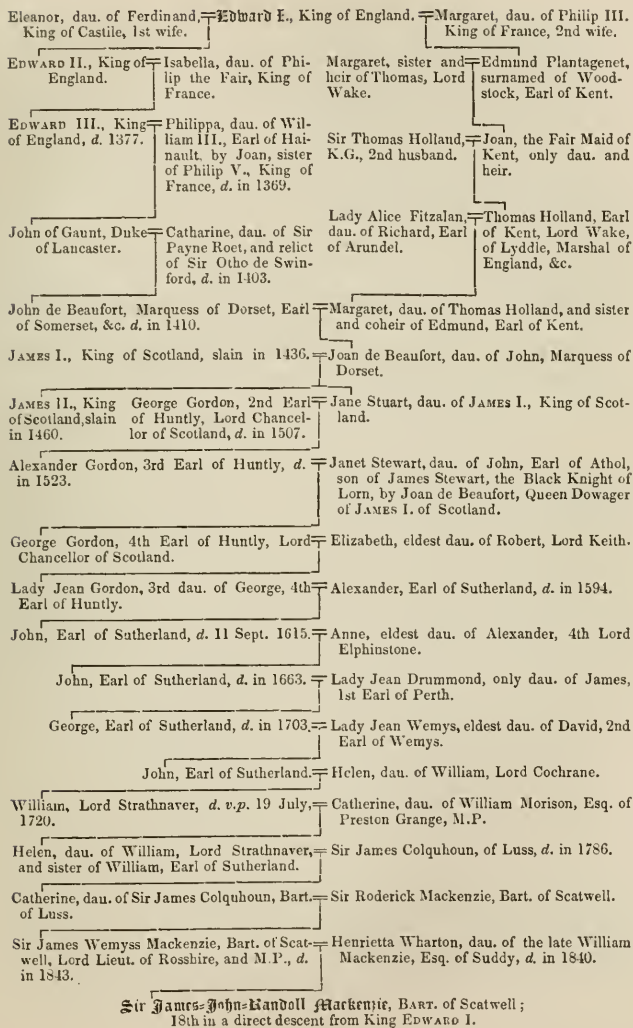 Eleanor, dau. of Ferdinand, King of Castile, 1st wife.
Edward I., King of England.
Margaret, dau. of Philip III. King of France, 2nd wife.
EDWARD II., King of England.
Isabella, dau. of Philip the Fair, King of France.
Margaret, sister and heir of Thomas, Lord Wake.
Edmund Plantagenet, surnamed of Woodstock, Earl of Kent.
EDWARD III., King of England, d. 1377.
Philippa, dau. of William III., Earl of Hainault. by Joan, sister of Philip V., King of France, d. in 1369.
Sir Thomas Holland, K.G., 2nd husband.
Joan, the Fair Maid of Kent, only dau. and heir.
John of Gaunt, Duke of Lancaster.
Catharine, dau. of Sir Payne Roet, and relict of Sir Otho de Swinford, d. in 1403.
Lady Alice Fitzalan, dau. of Richard, Earl of Arundel.
Thomas Holland, Earl of Kent, Lord Wake, of Lyddle, Marshal of England, &c.
John de Beaufort, Marquess of Dorset, Earl of Somerset, &c. d. in 1410.
Margaret, dau. of Thomas Holland, and sister and coheir of Edmund, Earl of Kent.
JAMES I., King of Scotland, slain in 1436.
Joan de Beaufort, dau. of John, Marquess of Dorset.
JAMES II., King of Scotland, slain in 1460.
George Gordon, 2nd Earl of Huntly, Lord Chancellor of Scotland, d. in 1507.
Jane Stuart, dau. of JAMES I., King of Scotland.
Alexander Gordon, 3rd Earl of Huntly, d. in 1523.
Janet Stewart, dau. of John, Earl of Athol, son of James Stewart, the Black Knight of Lorn, by Joan de Beaufort, Queen Dowager of JAMES I. of Scotland.
George Gordon, 4th Earl of Huntly, Lord Chancellor of Scotland.
Elizabeth, eldest dau. of Robert, Lord Keith.
Lady Jean Gordon, 3rd dau. of George, 4th Earl of Huntly.
Alexander, Earl of Sutherland, d. in 1594.
John, Earl of Sutherland, d. 11 Sept. 1615.
Anne, eldest dau. of Alexander, 4th Lord Elphinstone.
John, Earl of Sutherland, d. in 1663.
Lady Jean Drummond, only dau. of James, 1st Earl of Perth.
George, Earl of Sutherland, d. in 1703.
Lady Jean Wemys, eldest dau. of David, 2nd Earl of Wemys.
John, Earl of Sutherland.
Helen, dau. of William, Lord Cochrane.
William, Lord Strathnaver, d. v.p. 19 July, 1720.
Catherine, dau. of William Morison, Esq. of Preston Grange, M.P.
Helen, dau. of William, Lord Strathnaver, and sister of William, Earl of Sutherland.
Sir James Colquhoun, of Luss, d. in 1786.
Catherine, dau. of Sir James Colquhoun, Bart. of Luss.
Sir Roderick Mackenzie, Bart. of Scatwell.
Sir James Wemyss Mackenzie, Bart. of Scatwell, Lord Lieut. of Rossbire, and M.P., d. in 1843.
Henrietta Wharton, dau. of the late William Mackenzie, Esq. of Suddy, d. in 1840.
Sir James-John-Randoll Mackenzie, BART. of Scatwell;
18th in a direct descent from King EDWARD I.